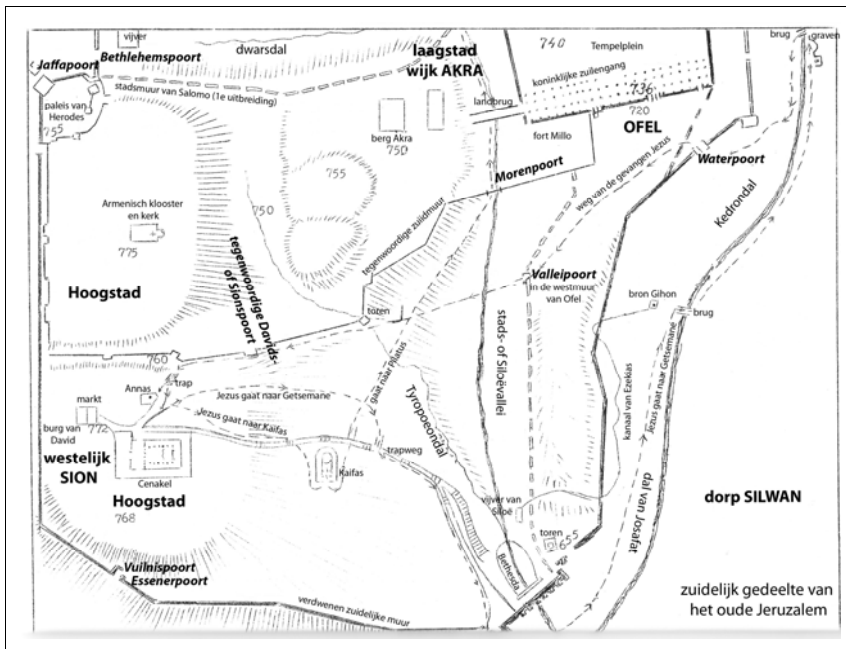 vijver
Bethlehemspoort
dwarsdal
laagstad
wijk AKRA
740
Tempelplein
brug
graven
Jaffapoort
stadsmuur van Salomo (1e uitbreiding)
koninklijke zuilengang
736
paleis van
Herodes
755
landbrug
720
berg Akra
750
fort Millo
OFEL
Morenpoort
Waterpoort
weg van de gevangen Jezus
Kedrondal
755
750
Armenisch klooster
en kerk
775
tegenwoordige zuidmuur
tegenwoordige Davids-
of Sionspoort
Hoogstad
Valleipoort
in de westmuur
van Ofel
bron Gihon
brug
toren
stads- of Siloëvallei
760
gaat naar Pilatus
trap
Annas
markt
Jezus gaat naar Getsemane
Jezus gaat naar Kaifas
Tyropoeondal
kanaal van Ezekias
Jezus gaat naar Getsemane
burg van
David
772
trapweg
westelijk
SION
Kaifas
Cenakel
Hoogstad
768
vijver van
Siloë
dal van Josafat
dorp SILWAN
toren
655
Bethesda
Vuilnispoort
Essenerpoort
verdwenen zuidelijke muur
zuidelijk gedeelte van
het oude Jeruzalem